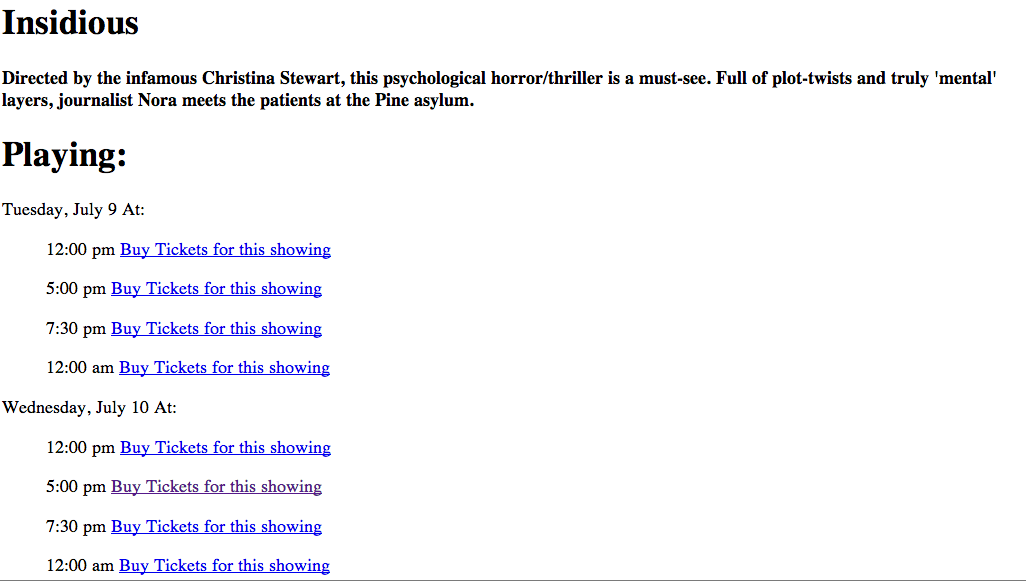 Insidious
Directed by the infamous Christina Stewart, this psychological horror/thriller is a must-see. Full of plot-twists and truly 'mental'
layers, journalist Nora meets the patients at the Pine asylum.
Playing:
Tuesday, July 9 At:
12:00 pm Buy Tickets for this showing
5:00 pm Buy Tickets for this showing
7:30 pm Buy Tickets for this showing
12:00 am Buy Tickets for this showing
Wednesday, July 10 At:
12:00 pm Buy Tickets for this showing
5:00 pm Buy Tickets for this showing
7:30 pm Buy Tickets for this showing
12:00 am Buy Tickets for this showing